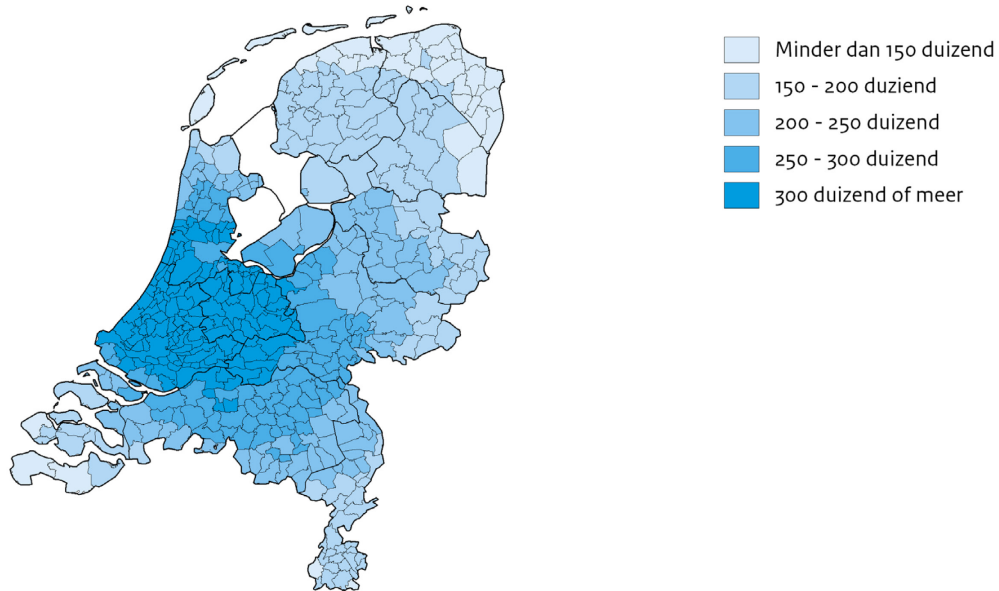 Minder dan 150 duizend
150 - 200 duziend
200 - 250 duizend
250 - 300 duizend
300 duizend of meer